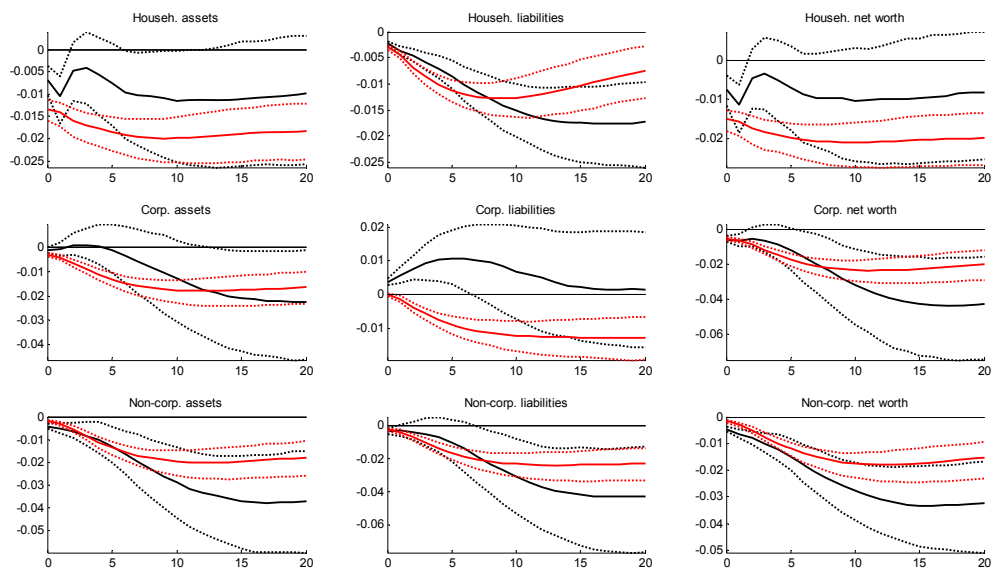 Househ. assets
Househ. liabilities
Househ. net worth
0
-0.005
-0.01
-0.015
-0.02
-0.025
0 5 10 15 20
0
-0.005
-0.01
-0.015
-0.02
-0.025
0 5 10 15 20
0
-0.01
-0.02
0 5 10 15 20
Corp. assets
Corp. liabilities
Corp. net worth
0
-0.01
-0.02
-0.03
-0.04
0 5 10 15 20
0.02
0.01
0
-0.01
0 5 10 15 20
0
-0.02
-0.04
-0.06
0 5 10 15 20
Non-corp. assets
Non-corp. liabilities
Non-corp. net worth
0
-0.01
-0.02
-0.03
-0.04
-0.05
0 5 10 15 20
0
-0.02
-0.04
-0.06
0 5 10 15 20
0
-0.01
-0.02
-0.03
-0.04
-0.05
0 5 10 15 20